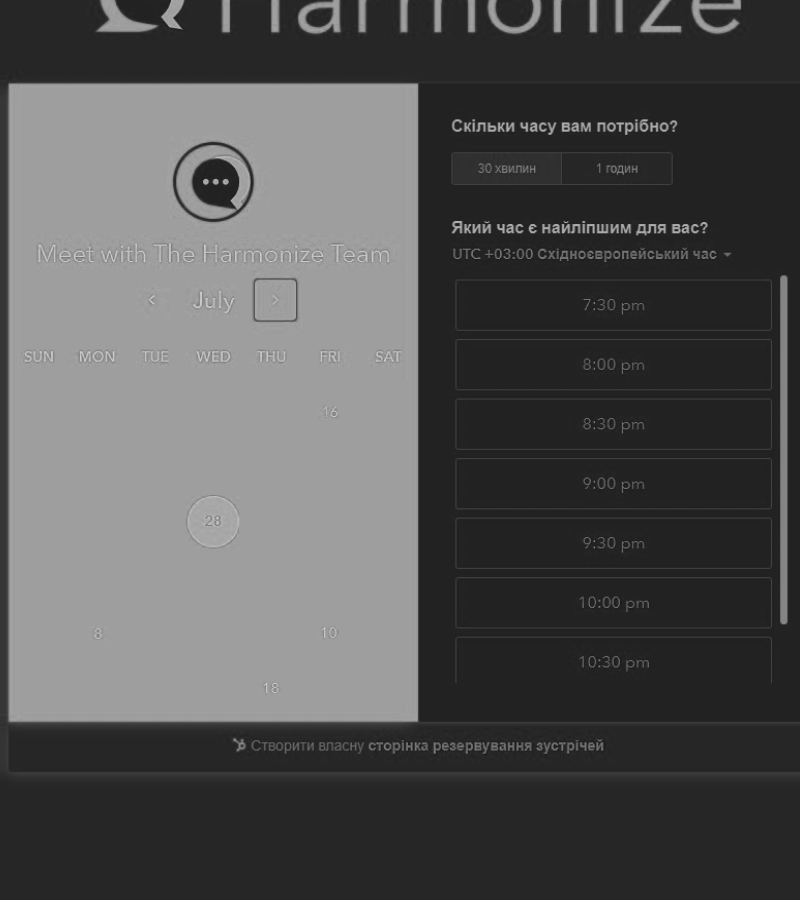 Harmonize
Meet with The Harmonize Team
July
SUN MON TUE WED THU FRI SAT
16
28
8 10
18
Скільки часу вам потрібно?
30 хвилин 1 годин
Який час є найліпшим для вас?
UTC +03:00 Східноєвропейський час
7:30 pm
8:00 pm
8:30 pm
9:00 pm
9:30 pm
10:00 pm
10:30 pm
Створити власну сторінка резервування зустрічей